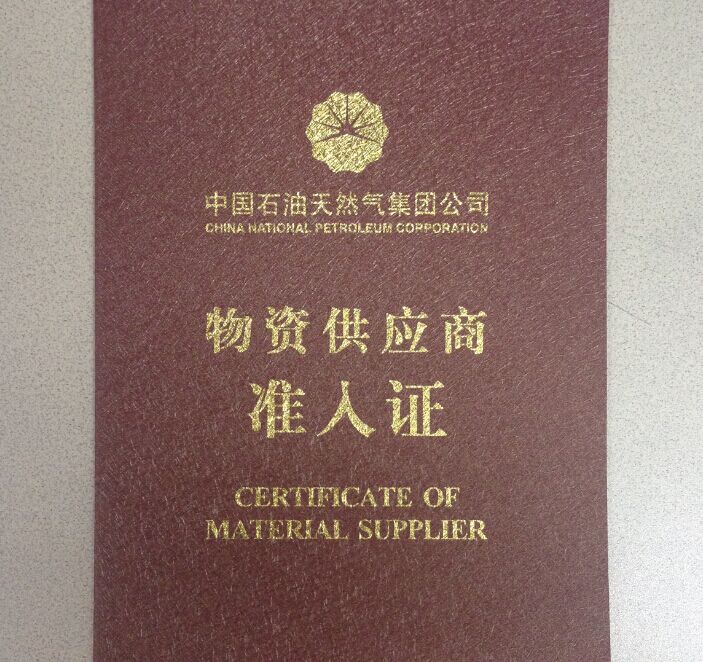 中国石油天然气集团公司
CHINA NATIONAL PETROLEUM CORPORATION
物资供应商
准入证
CERTIFICATE OF
MATERIAL SUPPLIER